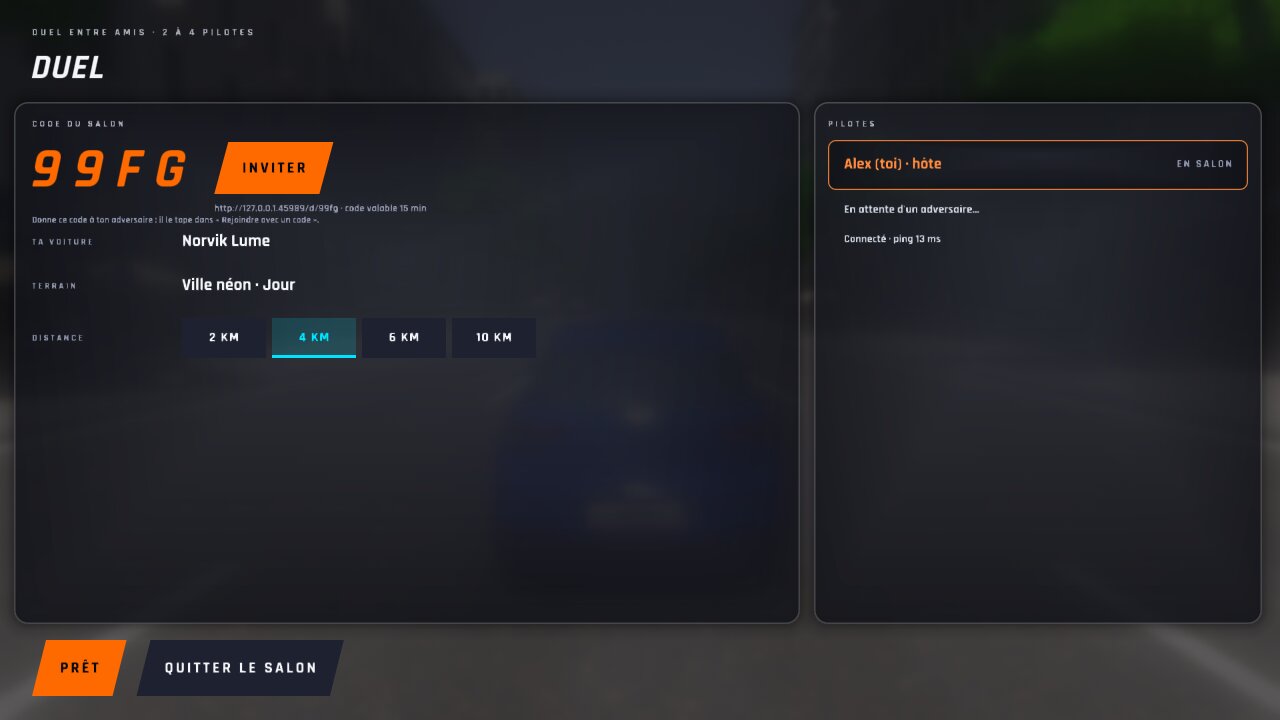 DUEL ENTRE AMIS · 2 À 4 PILOTES
DUEL
CODE DU SALON
99FG
INVITER
http://127.0.0.1:45989/d/99fg · code valable 15 min
Donne ce code à ton adversaire : il le tape dans « Rejoindre avec un code ».
TA VOITURE
Norvik Lume
TERRAIN
Ville néon · Jour
DISTANCE
2 KM
4 KM
6 KM
10 KM
PILOTES
Alex (toi) · hôte
EN SALON
En attente d'un adversaire…
Connecté · ping 13 ms
PRÊT
QUITTER LE SALON